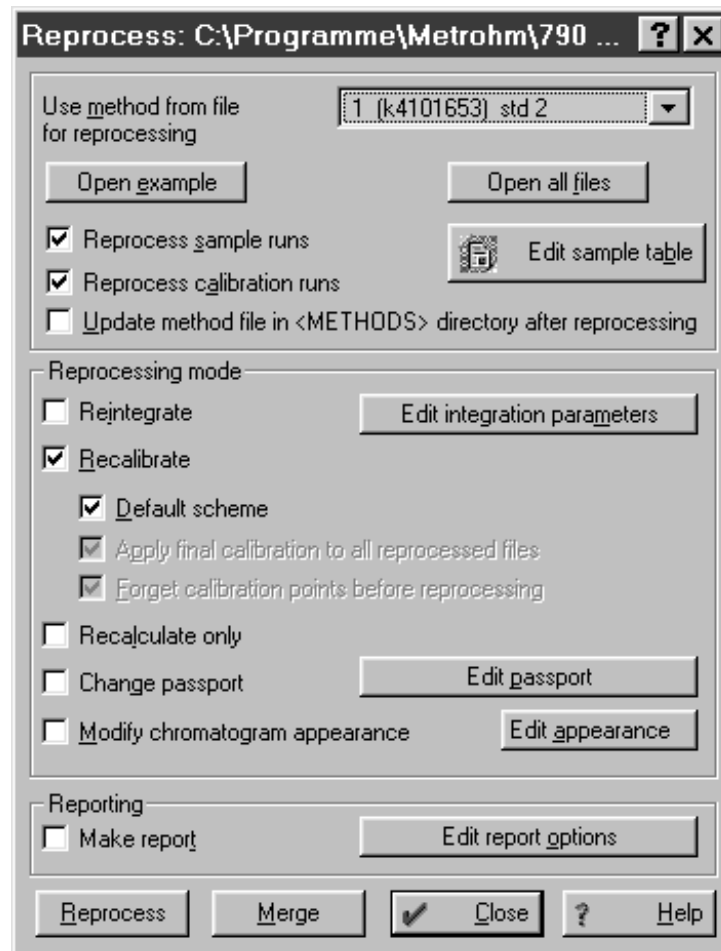 Reprocess: C:\Programme\Metrohm\790 ... ? ×
Use method from file
for reprocessing
1 (k4101653) std 2
Open example
Open all files
Reprocess sample runs
Edit sample table
Reprocess calibration runs
Update method file in <METHODS> directory after reprocessing
Reprocessing mode
Reintegrate
Edit integration parameters
Recalibrate
Default scheme
Apply final calibration to all reprocessed files
Forget calibration points before reprocessing
Recalculate only
Change passport
Edit passport
Modify chromatogram appearance
Edit appearance
Reporting
Make report
Edit report options
Reprocess
Merge
Close
? Help